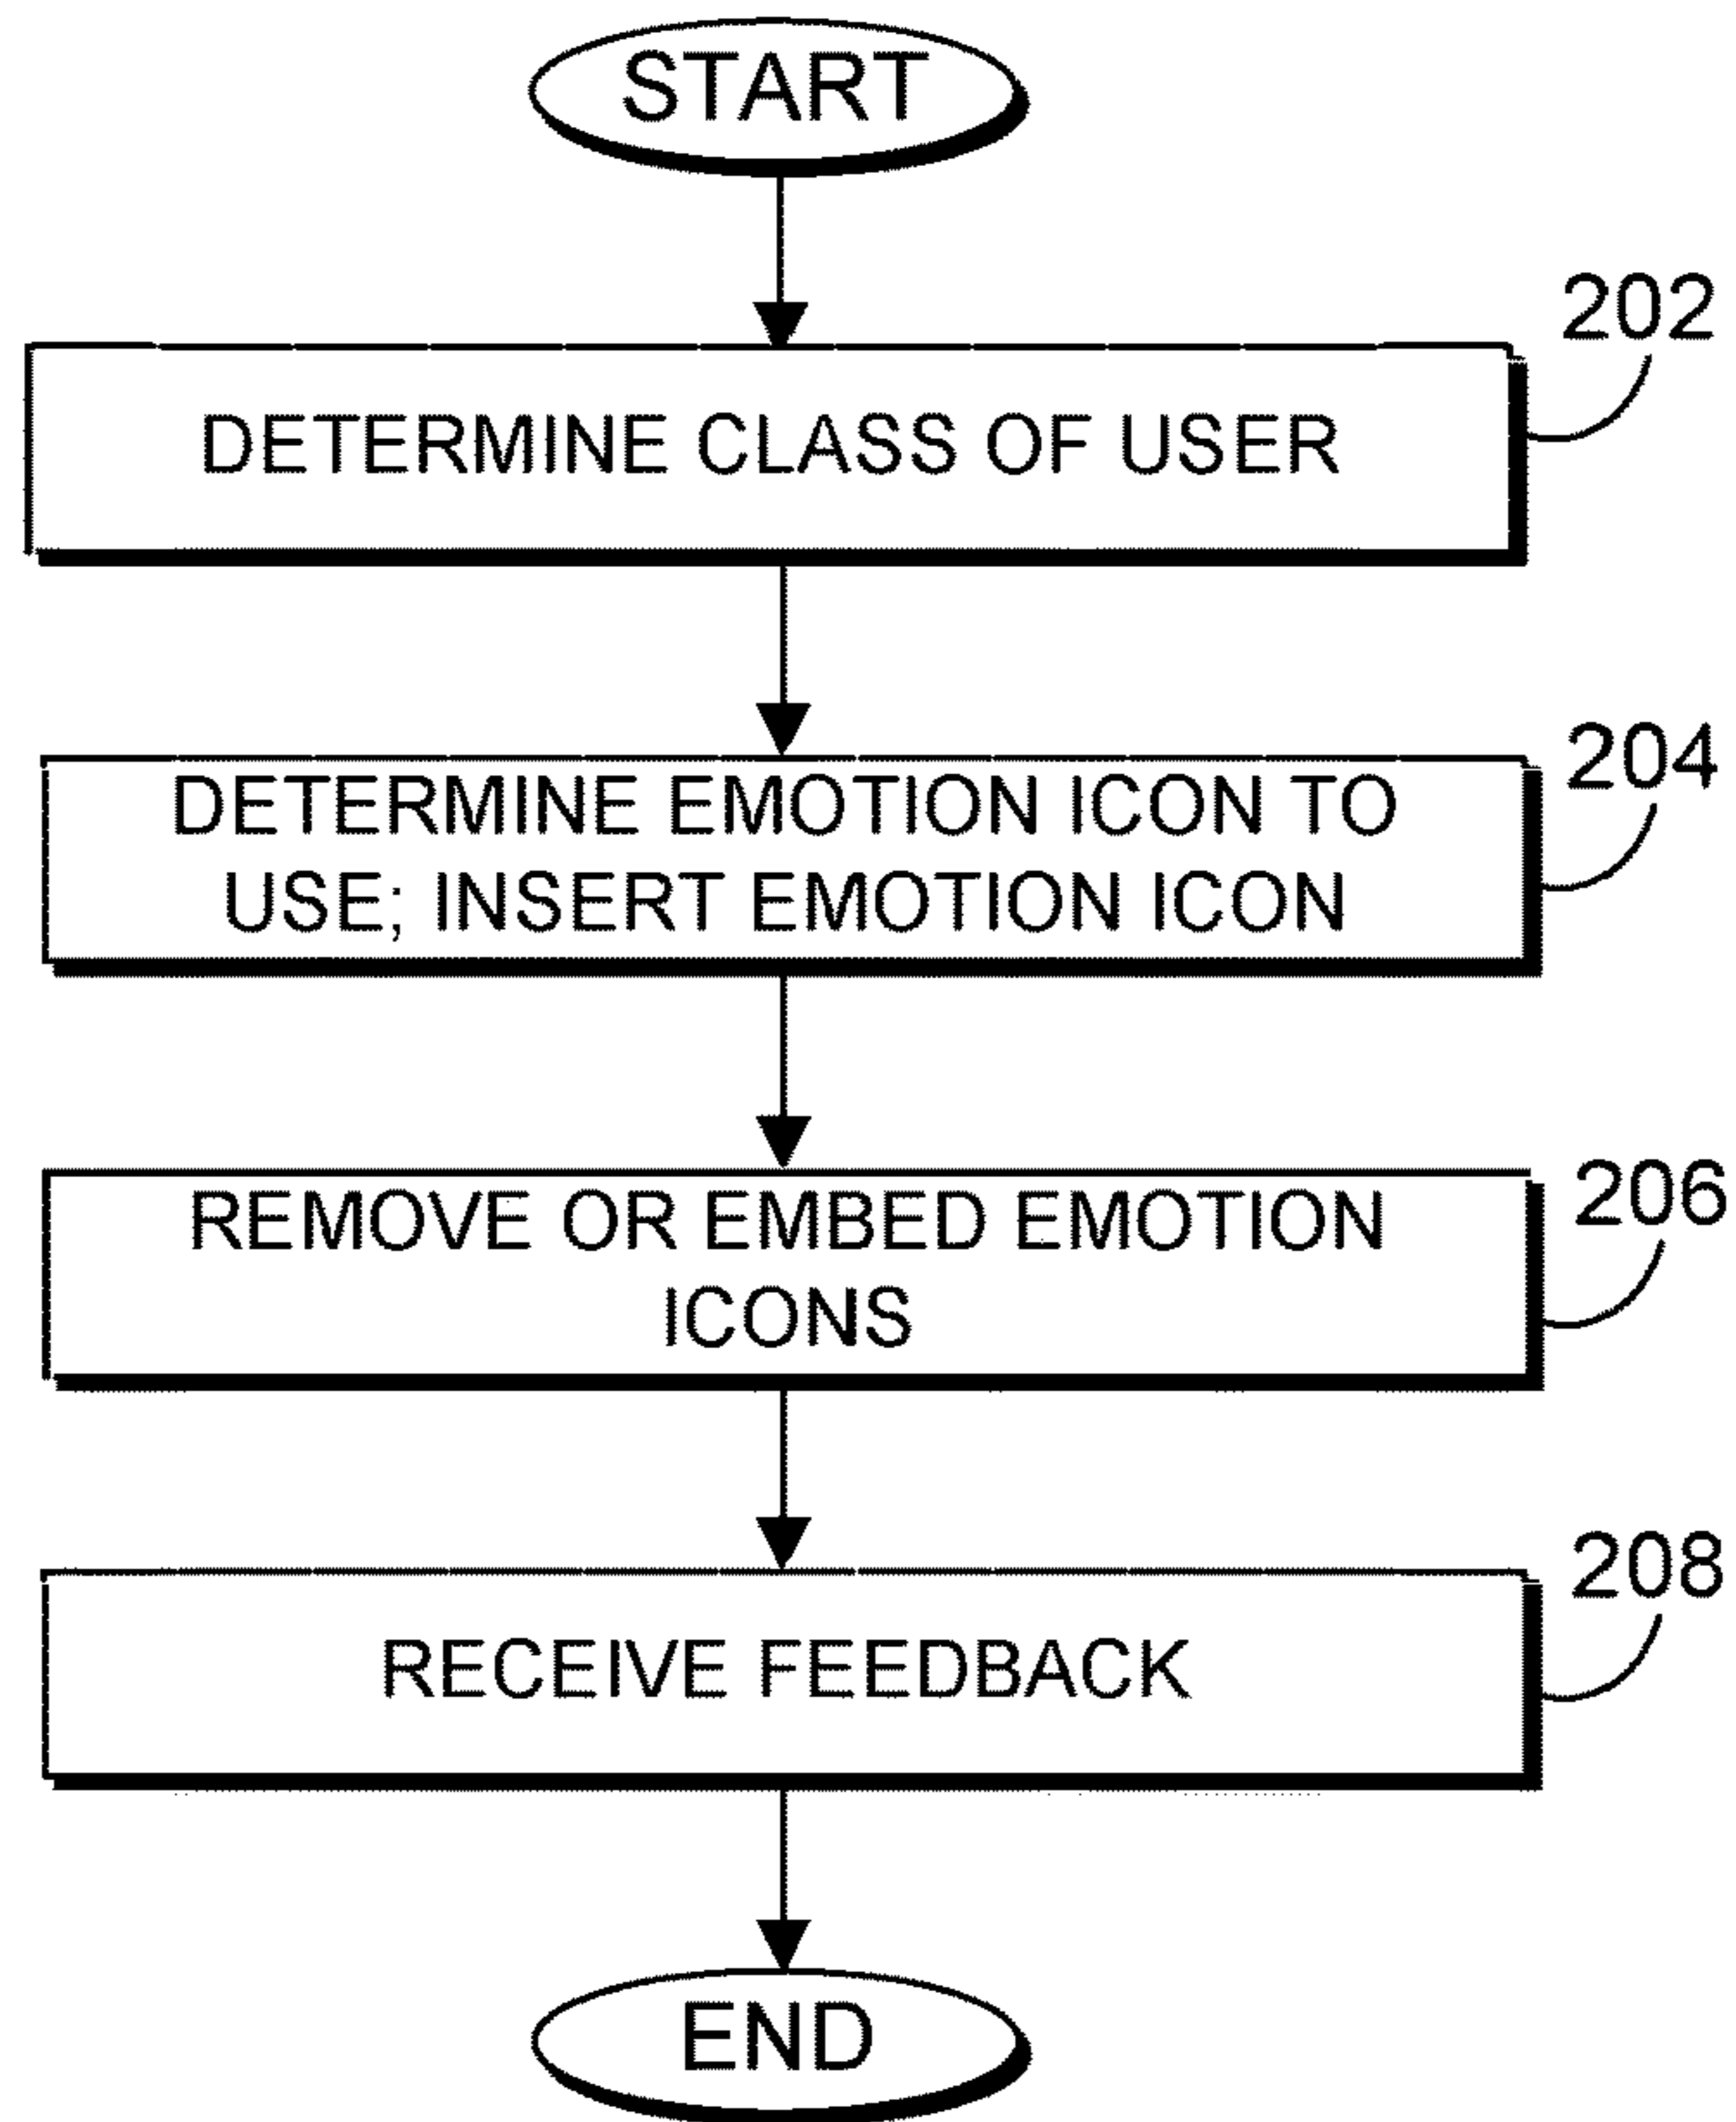 START
202
DETERMINE CLASS OF USER
204
DETERMINE EMOTION ICON TO
USE; INSERT EMOTION ICON
206
REMOVE OR EMBED EMOTION
ICONS
208
RECEIVE FEEDBACK
END